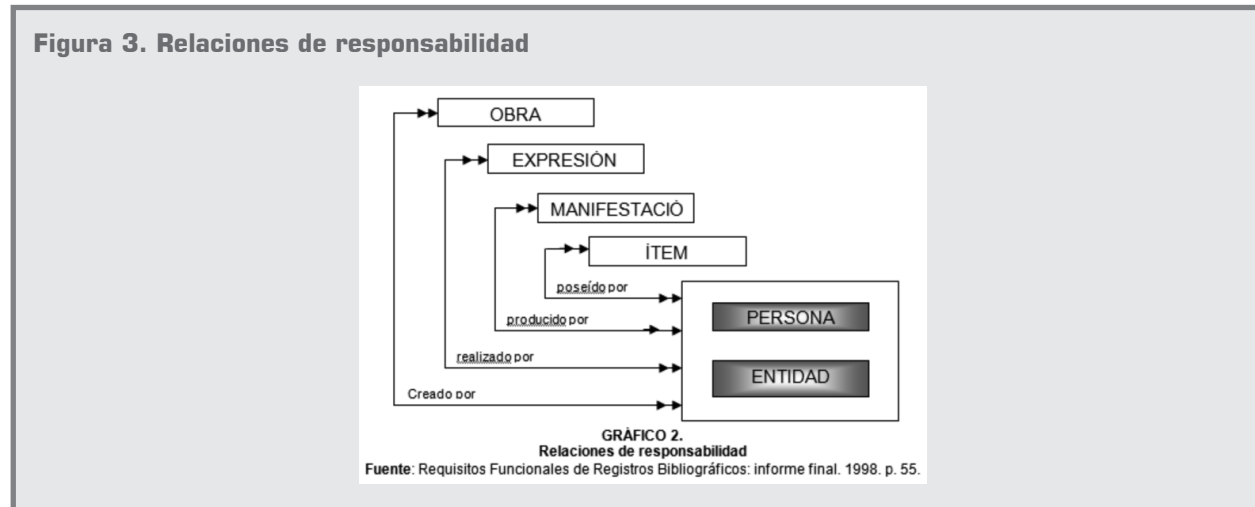 Figura 3. Relaciones de responsabilidad
OBRA
EXPRESIÓN
MANIFESTACIÓ
ÍTEM
poseído por
producido por
PERSONA
realizado por
ENTIDAD
Creado por
GRÁFICO 2.
Relaciones de responsabilidad
Fuente: Requisitos Funcionales de Registros Bibliográficos: informe final. 1998. p. 55.